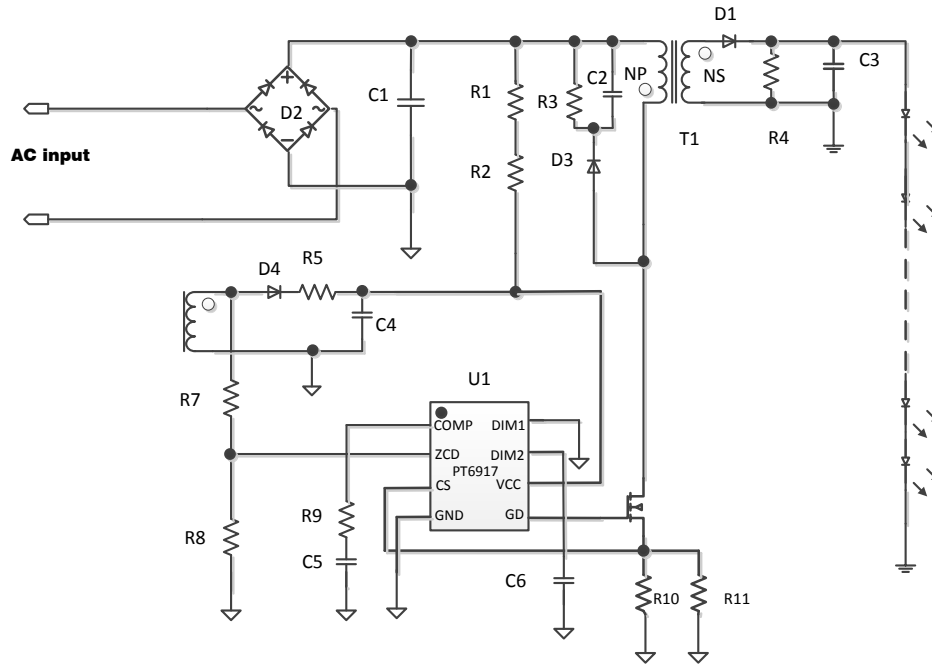 D1
C1
R1
R3
C2
NP
NS
C3
D2
AC input
R2
D3
T1
R4
D4
R5
C4
R7
U1
COMP
DIM1
ZCD
DIM2
PT6917
CS
VCC
GND
GD
R9
R8
C5
C6
R10
R11